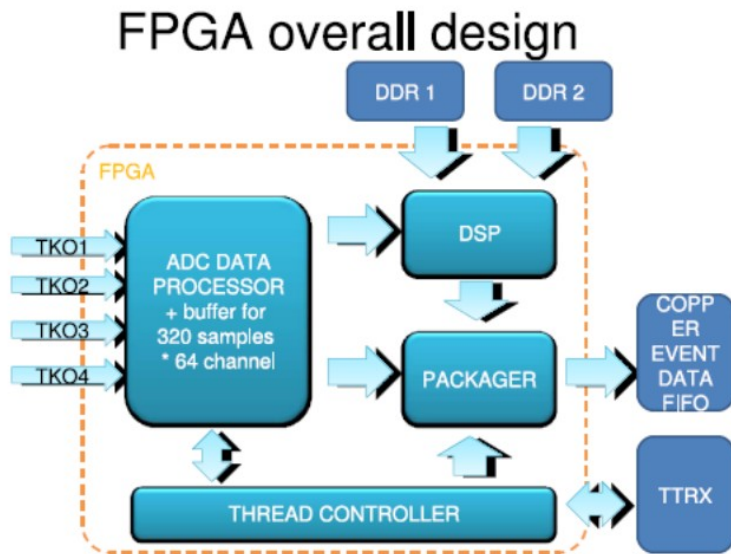 FPGA overall design
DDR 1
DDR 2
FPGA
TKO1
TKO2
TKO3
TKO4
ADC DATA
PROCESSOR
+ buffer for
320 samples
* 64 channel
DSP
PACKAGER
COPP
ER
EVENT
DATA
FIFO
THREAD CONTROLLER
TTRX